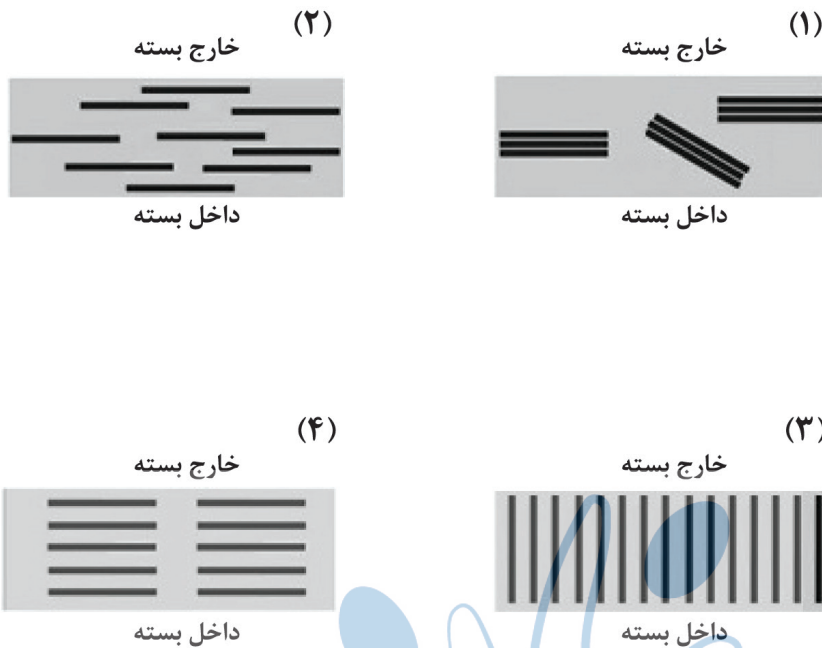 (۱)
خارج بسته
داخل بسته
(۲)
خارج بسته
داخل بسته
(۳)
خارج بسته
داخل بسته
(۴)
خارج بسته
داخل بسته